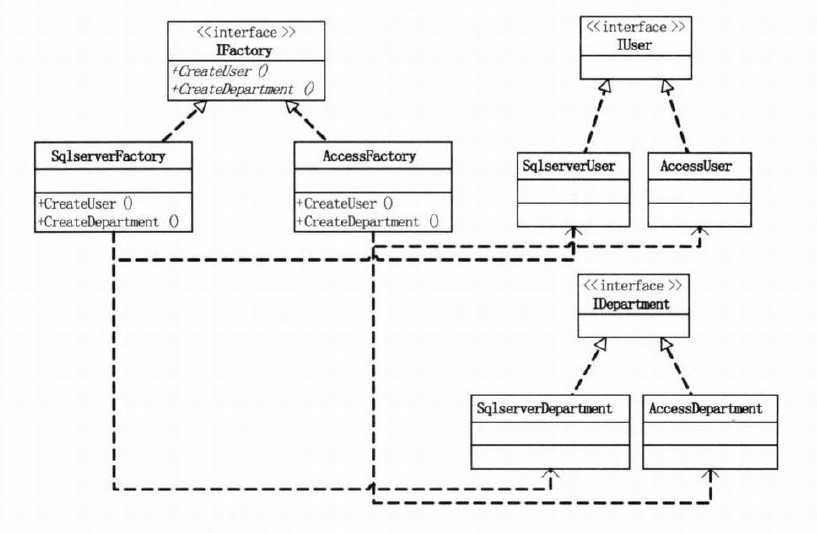 <<interface >>
IFactory
+CreateUser ()
+CreateDepartment ()
SqlserverFactory
+CreateUser ()
+CreateDepartment ()
AccessFactory
+CreateUser ()
+CreateDepartment ()
<<interface >>
IUser
SqlserverUser
AccessUser
<<interface >>
IDepartment
SqlserverDepartment
AccessDepartment